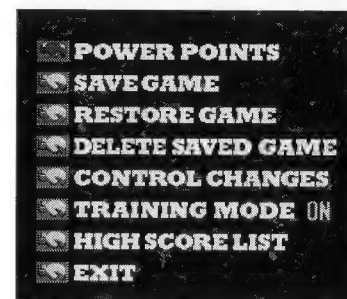 POWER POINTS
SAVE GAME
RESTORE GAME
DELETE SAVED GAME
CONTROL CHANGES
TRAINING MODE ON
HIGH SCORE LIST
EXIT